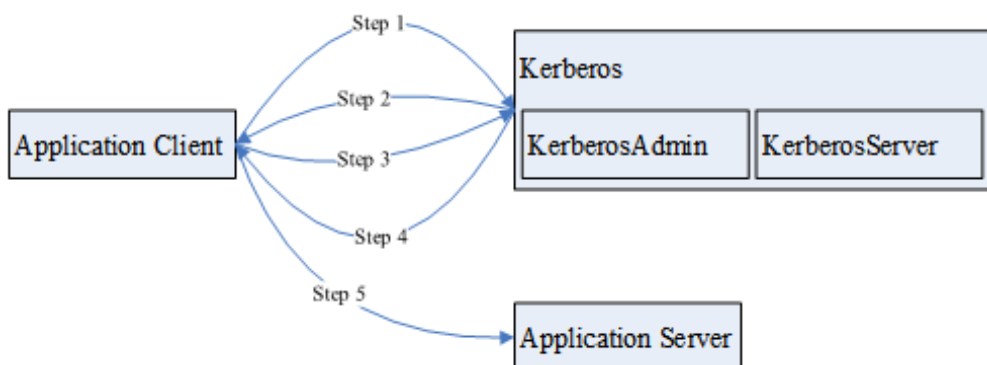 Step 1
Kerberos
Step 2
Application Client
KerberosAdmin
KerberosServer
Step 3
Step 4
Step 5
Application Server